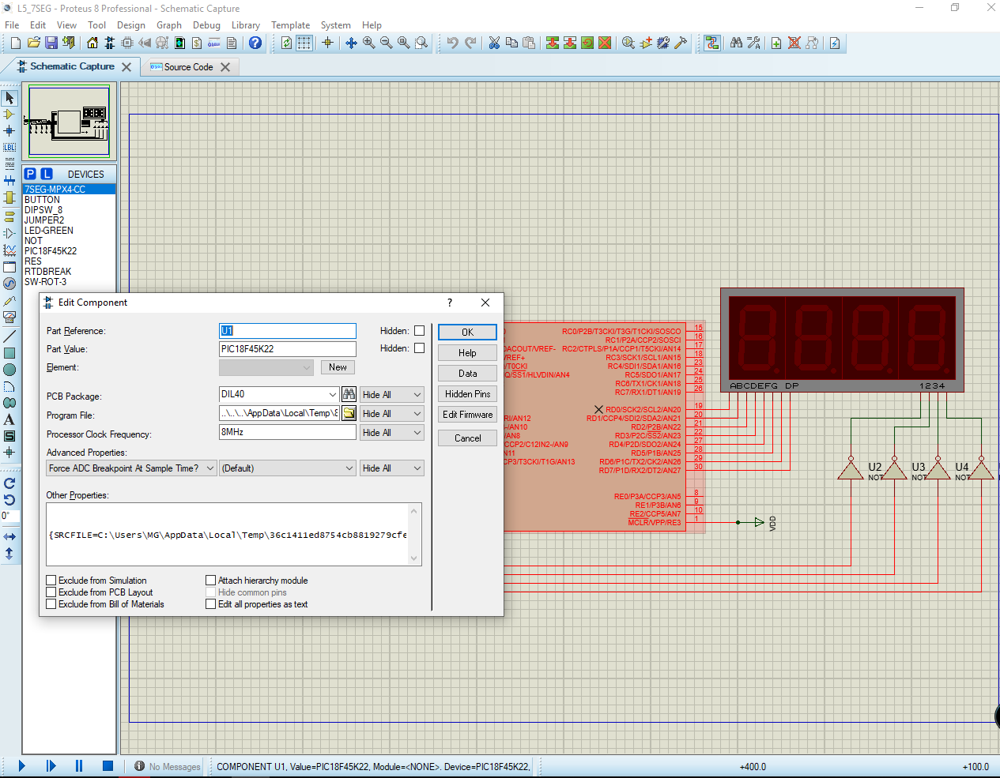 L5_7SEG - Proteus 8 Professional - Schematic Capture
File Edit View Tool Design Graph Debug Library Template System Help
Schematic Capture
Source Code
LBL
P L DEVICES
7SEG-MPX4-CC
BUTTON
DIPSW_8
JUMPER2
LED-GREEN
NOT
PIC18F45K22
RES
RTDBREAK
SW-ROT-3
A
S
0°
Edit Component
?
Part Reference: U1 Hidden: OK
Part Value: PIC18F45K22 Hidden: Help
Element: New Data
PCB Package: DIL40 Hide All Hidden Pins
Program File: ..\..\..\AppData\Local\Temp\ Hide All Edit Firmware
Processor Clock Frequency: 8MHz Hide All Cancel
Advanced Properties:
Force ADC Breakpoint At Sample Time? (Default) Hide All
Other Properties:
{SRCFILE=C:\Users\MG\AppData\Local\Temp\36c1411ed8754cb8819279cfe
Exclude from Simulation Attach hierarchy module
Exclude from PCB Layout Hide common pins
Exclude from Bill of Materials Edit all properties as text
RC0/P2B/T3CKI/T3G/T1CKI/SOSCO 15
RC1/P2A/CCP2/SOSCI 16
DACOUT/VREF- RC2/CTPLS/P1A/CCP1/T5CKI/AN14 17
/REF+ RC3/SCK1/SCL1/AN15 18
/T0CKI RC4/SDI1/SDA1/AN16 23
Q/SS1/HLVDIN/AN4 RC5/SDO1/AN17 24
RC6/TX1/CK1/AN18 25
RC7/RX1/DT1/AN19 26
RD0/SCK2/SCL2/AN20 19
RI/AN12 RD1/CCP4/SDI2/SDA2/AN21 20
-/AN10 RD2/P2B/AN22 21
/AN8 RD3/P2C/SS2/AN23 22
CCP2/C12IN2-/AN9 RD4/P2D/SDO2/AN24 27
N11 RD5/P1B/AN25 28
CP3/T3CKI/T1G/AN13 RD6/P1C/TX2/CK2/AN26 29
RD7/P1D/RX2/DT2/AN27 30
RE0/P3A/CCP3/AN5 8
RE1/P3B/AN6 9
RE2/CCP5/AN7 10
MCLR/VPP/RE3 1
VDD
ABCDEFG DP 1234
U2 U3 U4
NOT NOT NOT
No Messages COMPONENT U1, Value=PIC18F45K22, Module=<NONE>. Device=PIC18F45K22, +400.0 +100.0